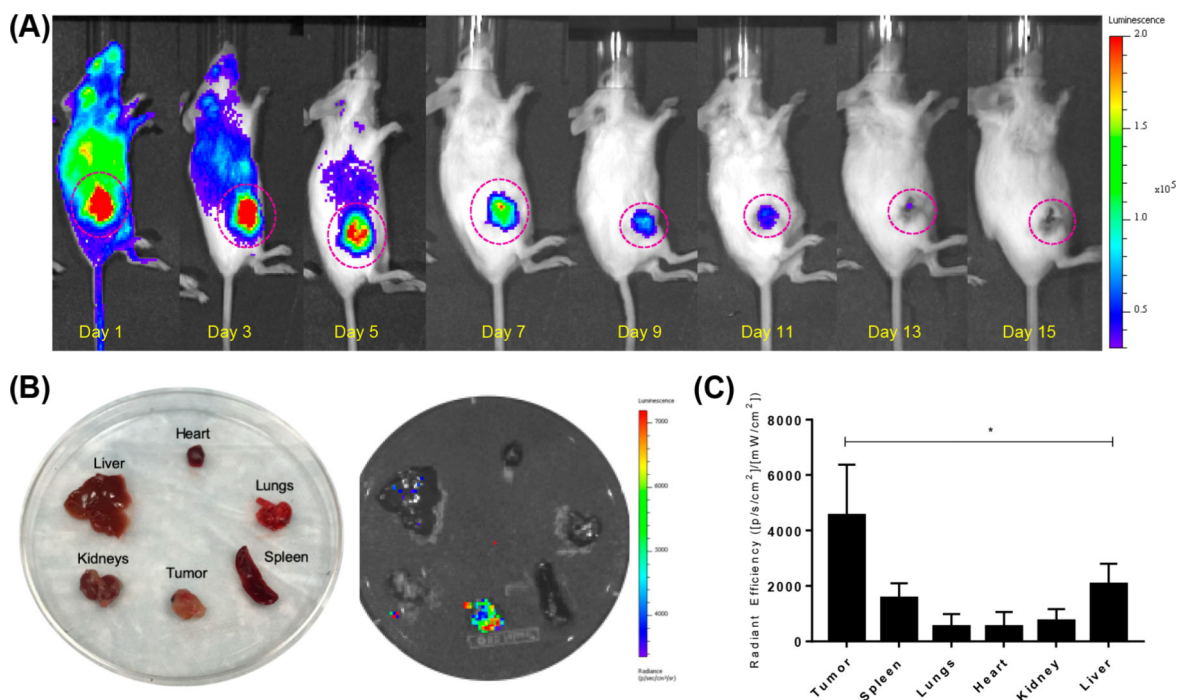 (A)
Luminescence
2.0
1.5
x10⁵
1.0
0.5
Day 1
Day 3
Day 5
Day 7
Day 9
Day 11
Day 13
Day 15
(B)
Heart
Liver
Lungs
Kidneys
Tumor
Spleen
Luminescence
7000
6000
5000
4000
Radiance
(p/sec/cm²/sr)
(C)
Radiant Efficiency ([p/s/cm²]/[mW/cm²])
8000
6000
4000
2000
0
*
Tumor
Spleen
Lungs
Heart
Kidney
Liver